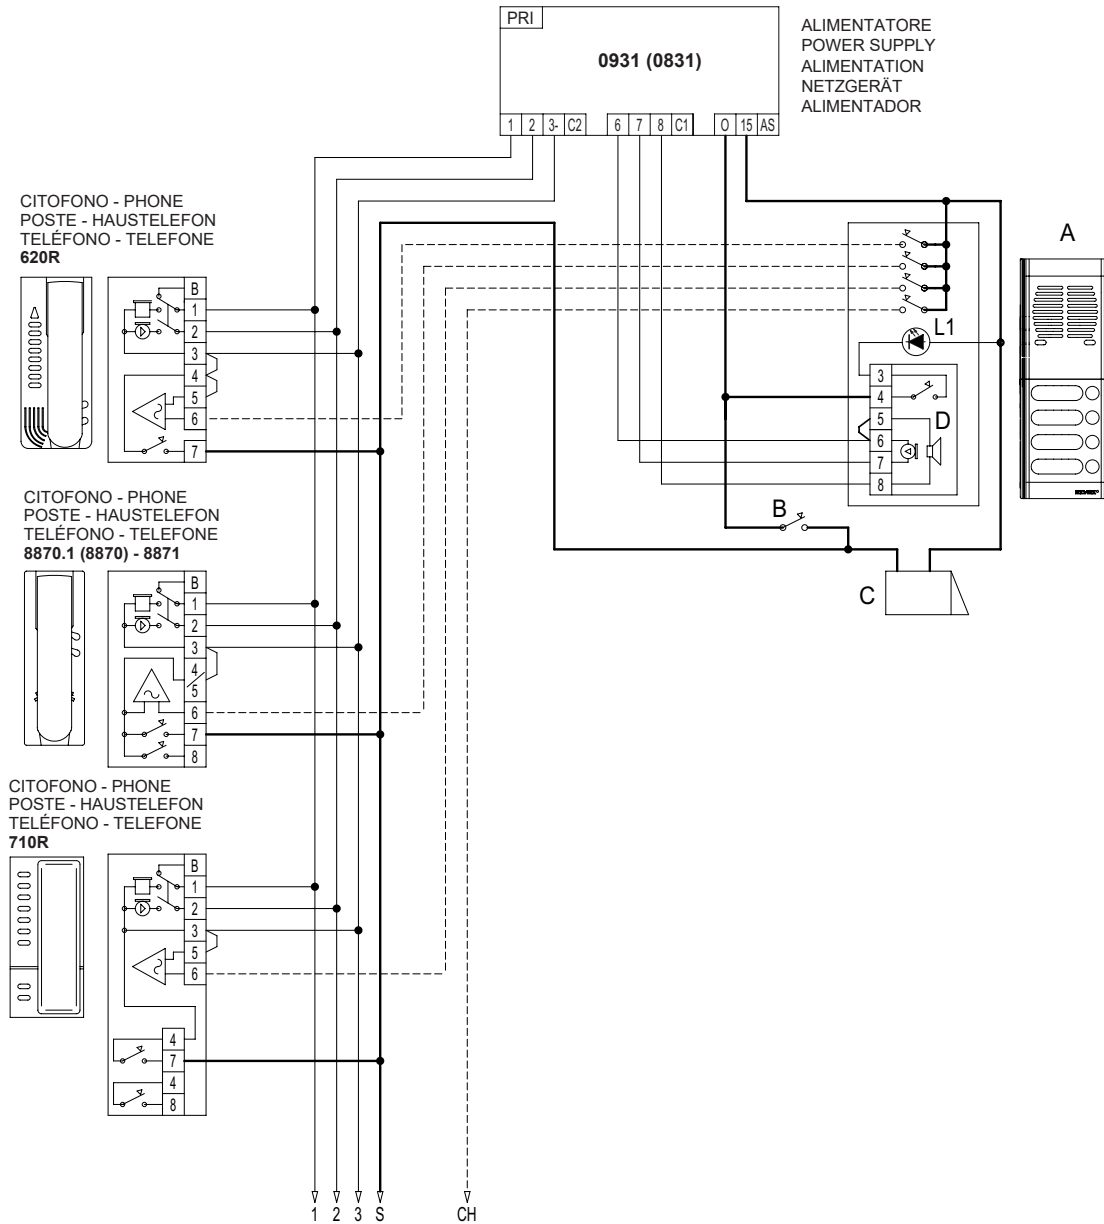 PRI
0931 (0831)
ALIMENTATORE
POWER SUPPLY
ALIMENTATION
NETZGERÄT
ALIMENTADOR
1 2 3- C2 6 7 8 C1 O 15 AS
CITOFONO - PHONE
POSTE - HAUSTELEFON
TELÉFONO - TELEFONE
620R
B
1
2
3
4
5
6
7
A
L1
3
4
5
6
7
8
D
B
C
CITOFONO - PHONE
POSTE - HAUSTELEFON
TELÉFONO - TELEFONE
8870.1 (8870) - 8871
B
1
2
3
4
5
6
7
8
CITOFONO - PHONE
POSTE - HAUSTELEFON
TELÉFONO - TELEFONE
710R
B
1
2
3
5
6
4
7
4
8
1 2 3 S CH